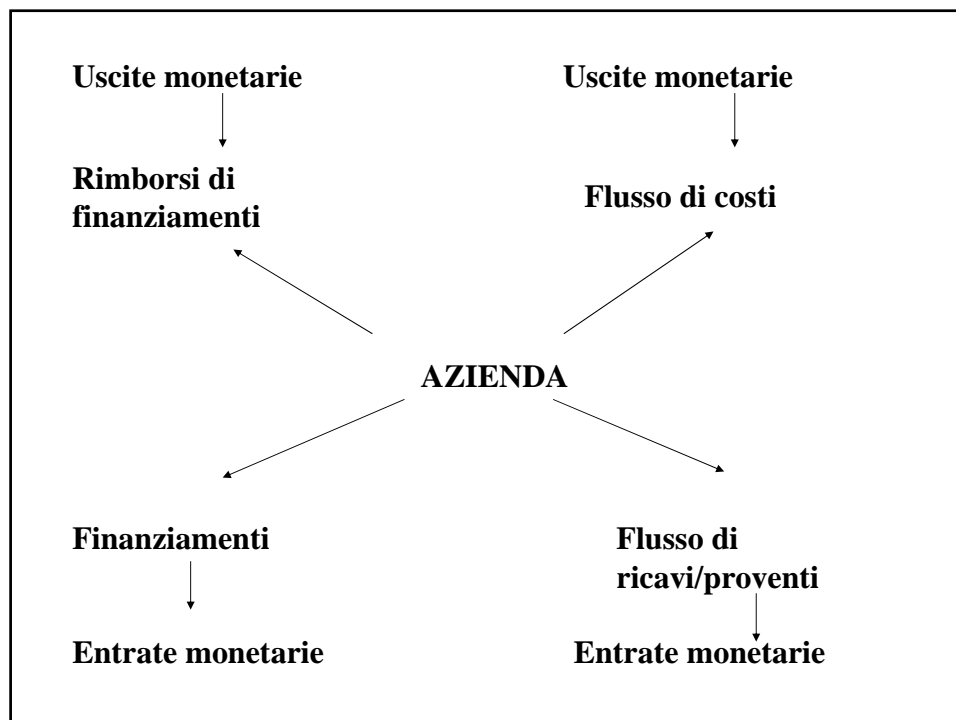 Uscite monetarie
Uscite monetarie
Rimborsi di
finanziamenti
Flusso di costi
AZIENDA
Finanziamenti
Flusso di
ricavi/proventi
Entrate monetarie
Entrate monetarie